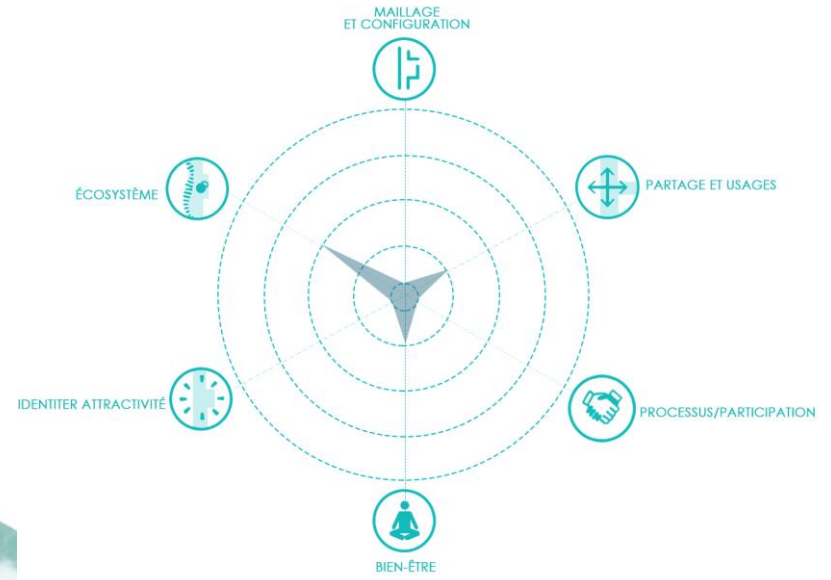 MAILLAGE
ET CONFIGURATION
ÉCOSYSTÈME
PARTAGE ET USAGES
IDENTITER ATTRACTIVITÉ
PROCESSUS/PARTICIPATION
BIEN-ÊTRE